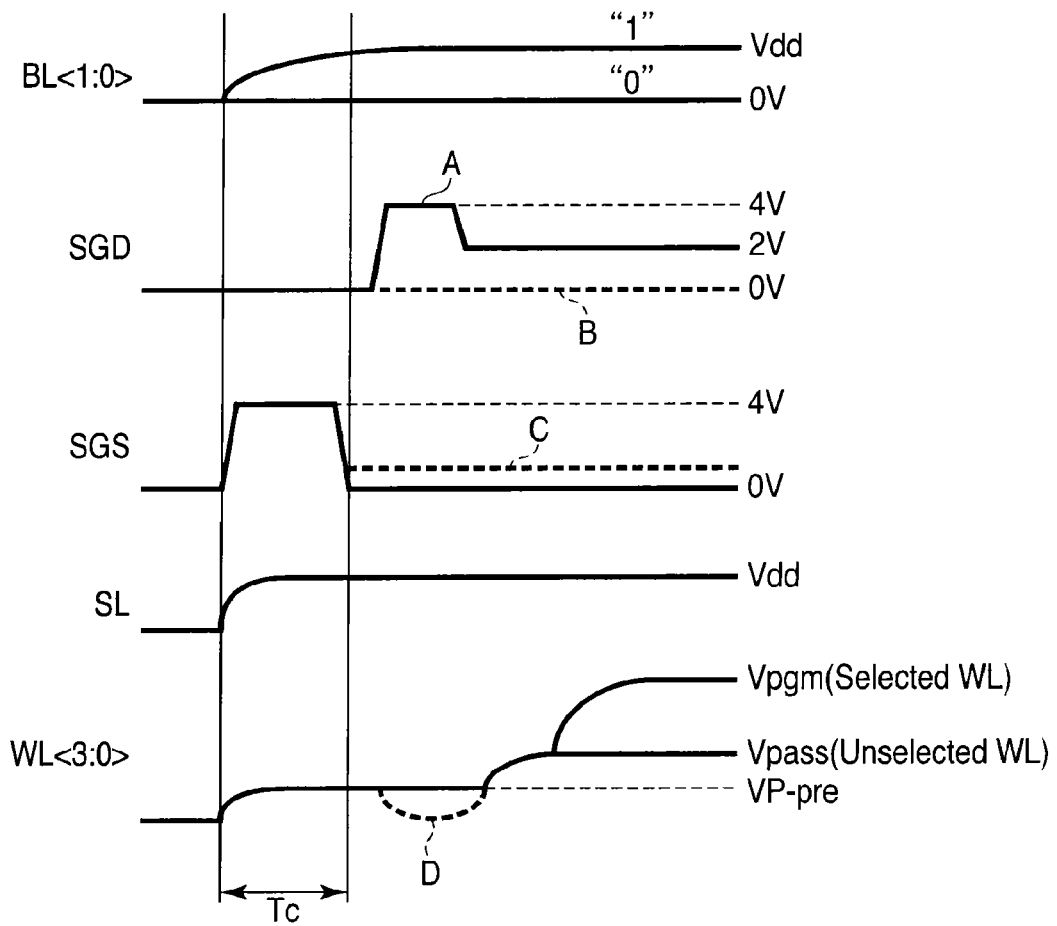 “1”
Vdd
BL<1:0>
“0”
0V
A
4V
SGD
2V
0V
B
4V
C
SGS
0V
Vdd
SL
Vpgm(Selected WL)
WL<3:0>
Vpass(Unselected WL)
VP-pre
D
Tc